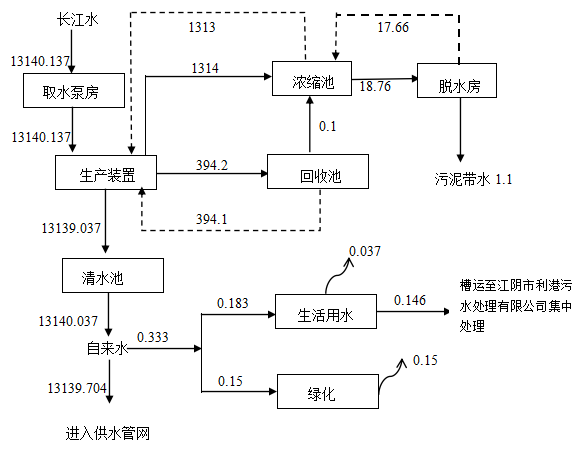 长江水
1313
17.66
13140.137
1314
浓缩池
18.76
脱水房
取水泵房
13140.137
0.1
生产装置
394.2
回收池
污泥带水 1.1
394.1
13139.037
0.037
清水池
槽运至江阴市利港污
水处理有限公司集中
处理
0.183
生活用水
0.146
13140.037
0.333
自来水
0.15
绿化
0.15
13139.704
进入供水管网